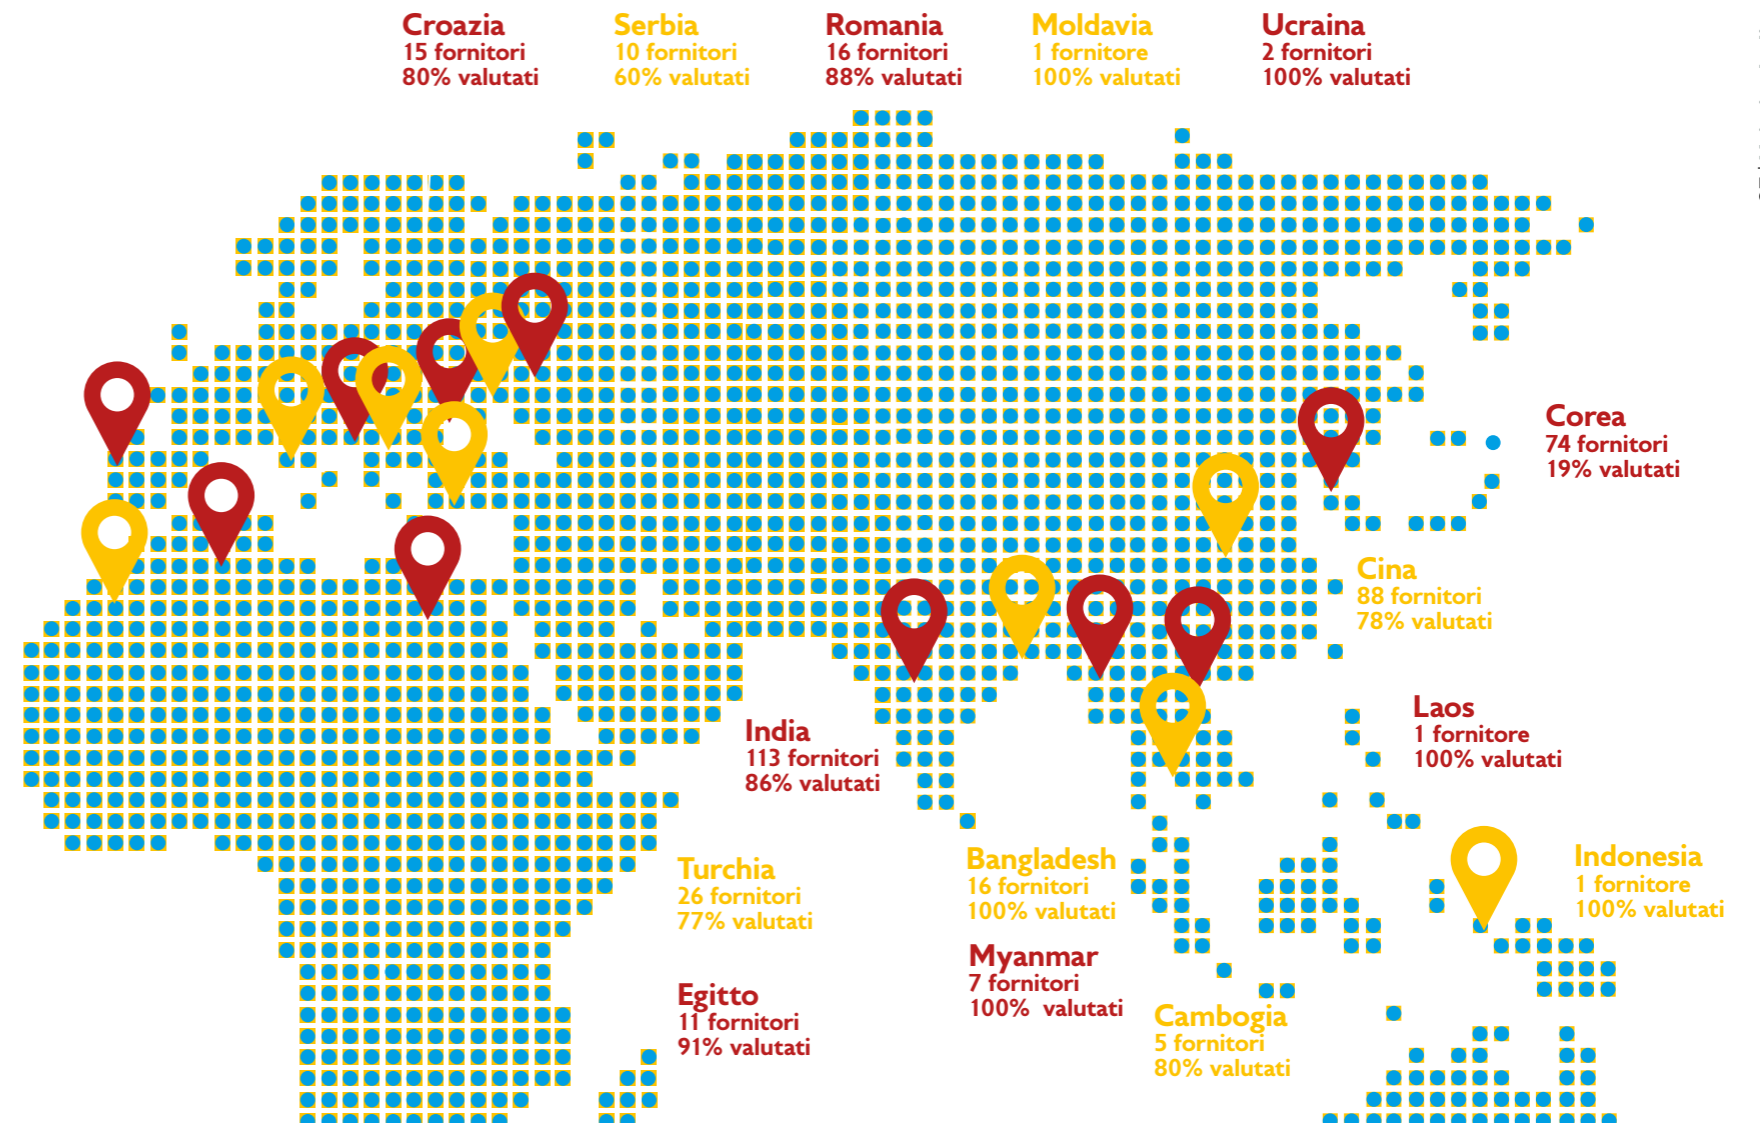 Croazia
15 fornitori
80% valutati
Serbia
10 fornitori
60% valutati
Romania
16 fornitori
88% valutati
Moldavia
1 fornitore
100% valutati
Ucraina
2 fornitori
100% valutati
Corea
74 fornitori
19% valutati
Cina
88 fornitori
78% valutati
Laos
1 fornitore
100% valutati
India
113 fornitori
86% valutati
Turchia
26 fornitori
77% valutati
Bangladesh
16 fornitori
100% valutati
Indonesia
1 fornitore
100% valutati
Myanmar
7 fornitori
100% valutati
Egitto
11 fornitori
91% valutati
Cambogia
5 fornitori
80% valutati